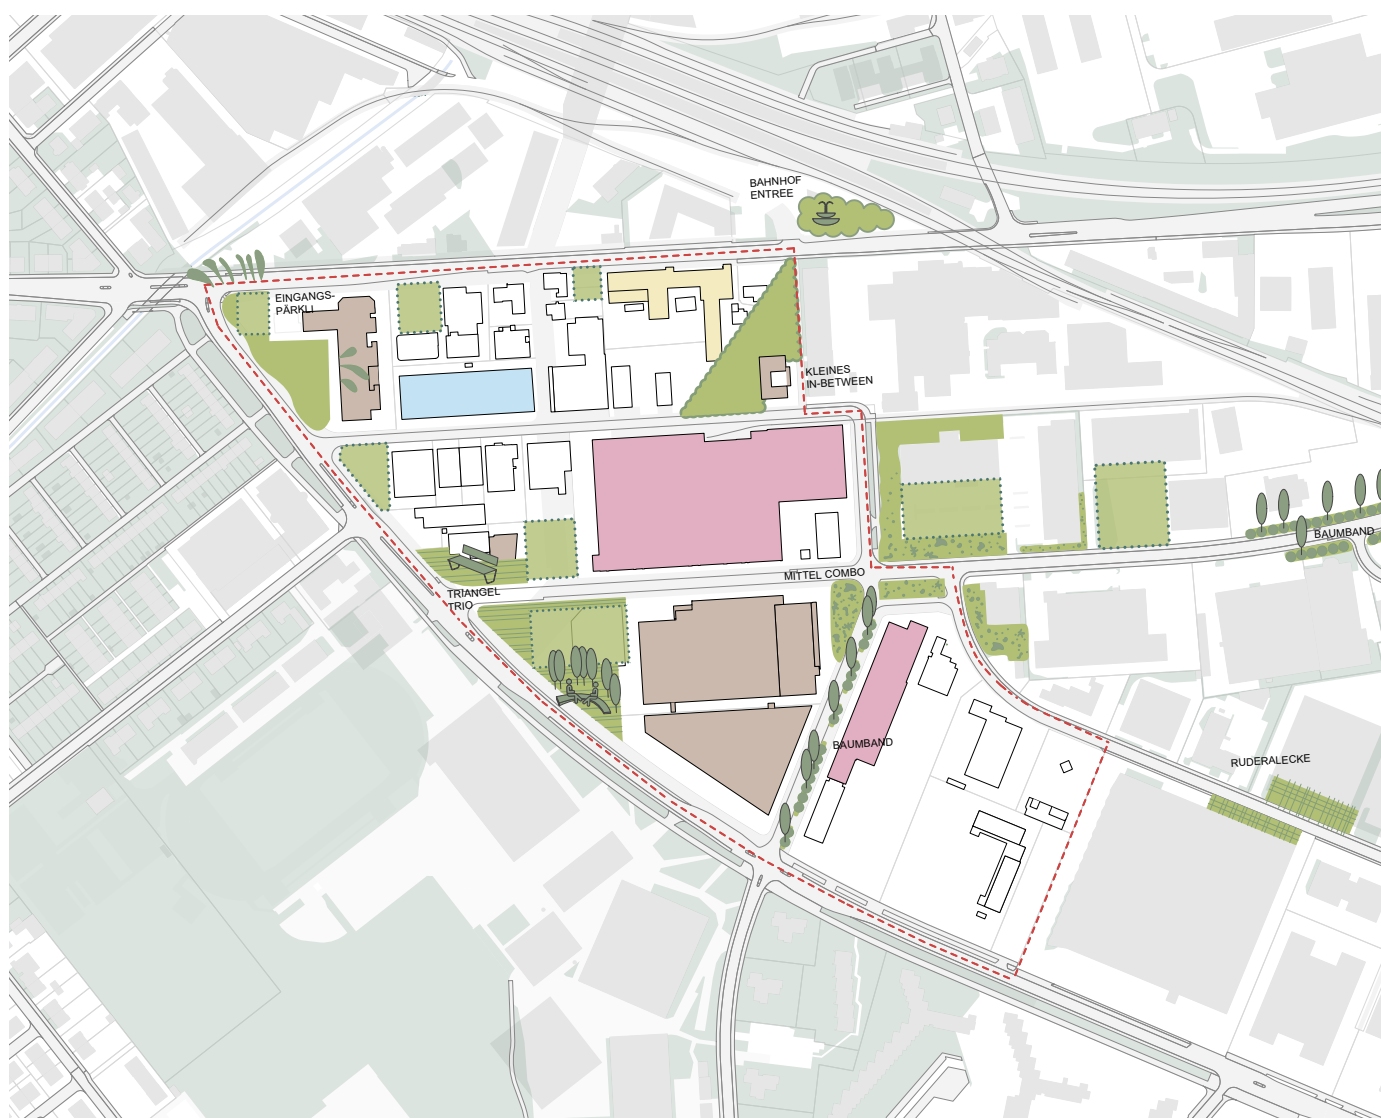 BAHNHOF
ENTREE
EINGANGS-
PÄRKLI
KLEINES
IN-BETWEEN
BAUMBAND
MITTEL COMBO
TRIANGEL
TRIO
BAUMBAND
RUDERALECKE